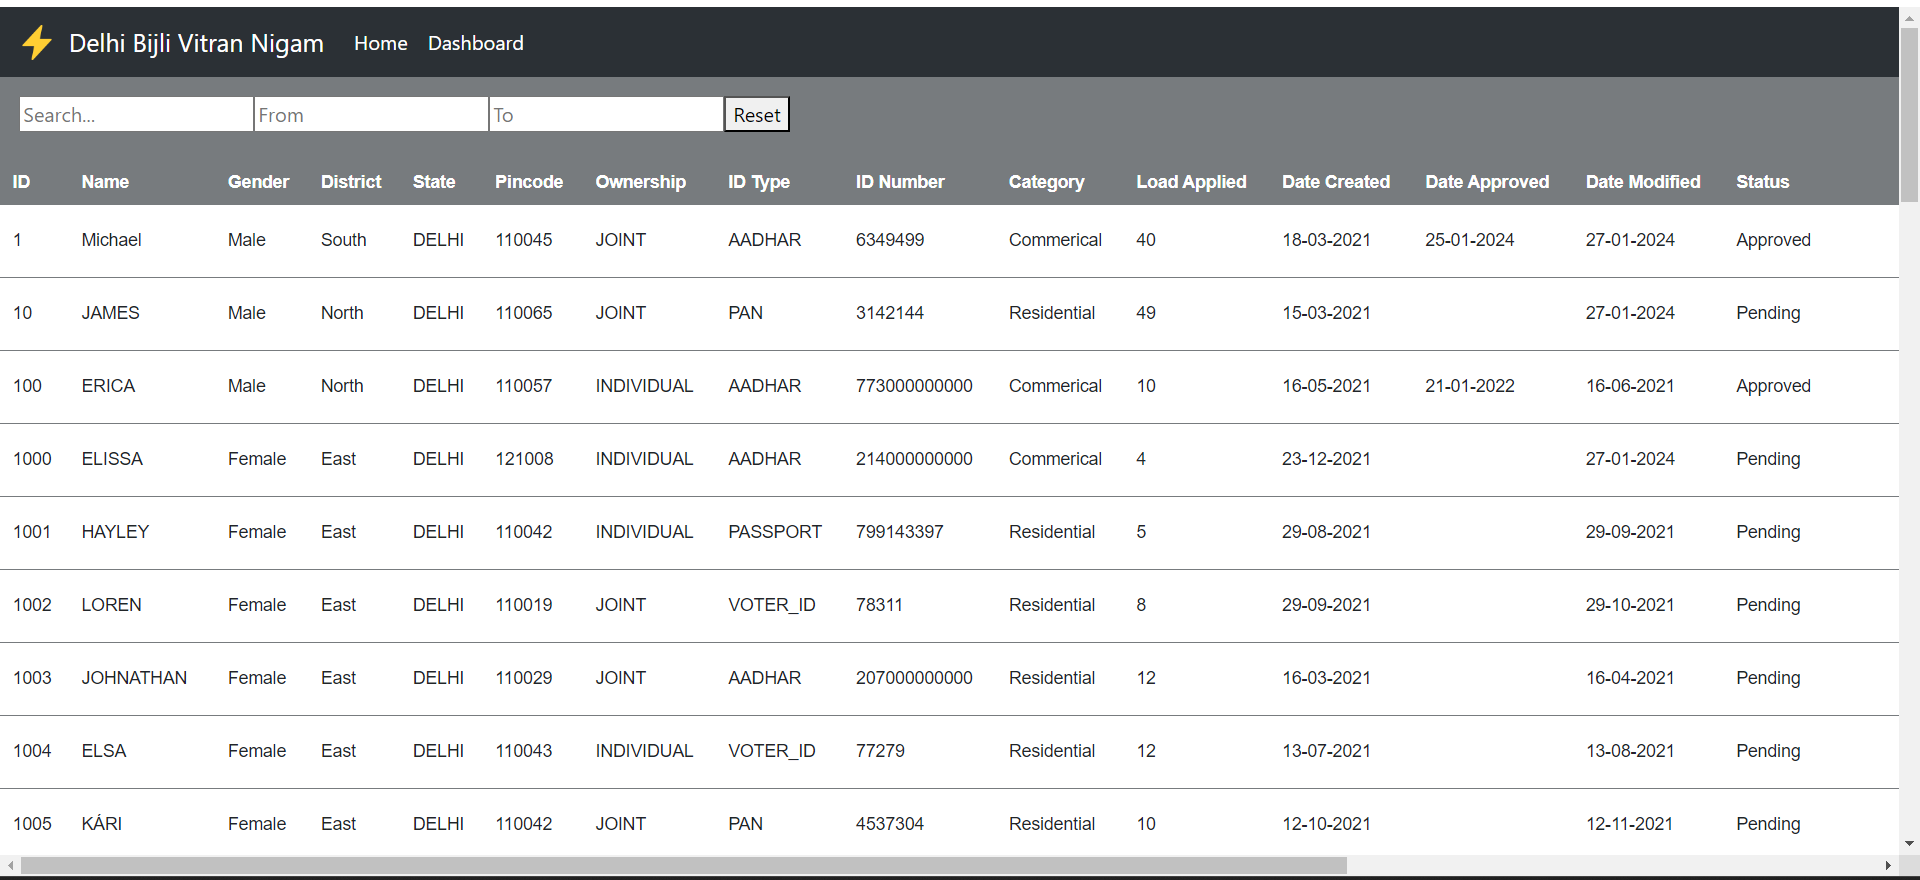 Delhi Bijli Vitran Nigam Home Dashboard
Search... From To Reset
ID Name Gender District State Pincode Ownership ID Type ID Number Category Load Applied Date Created Date Approved Date Modified Status
1 Michael Male South DELHI 110045 JOINT AADHAR 6349499 Commerical 40 18-03-2021 25-01-2024 27-01-2024 Approved
10 JAMES Male North DELHI 110065 JOINT PAN 3142144 Residential 49 15-03-2021 27-01-2024 Pending
100 ERICA Male North DELHI 110057 INDIVIDUAL AADHAR 773000000000 Commerical 10 16-05-2021 21-01-2022 16-06-2021 Approved
1000 ELISSA Female East DELHI 121008 INDIVIDUAL AADHAR 214000000000 Commerical 4 23-12-2021 27-01-2024 Pending
1001 HAYLEY Female East DELHI 110042 INDIVIDUAL PASSPORT 799143397 Residential 5 29-08-2021 29-09-2021 Pending
1002 LOREN Female East DELHI 110019 JOINT VOTER_ID 78311 Residential 8 29-09-2021 29-10-2021 Pending
1003 JOHNATHAN Female East DELHI 110029 JOINT AADHAR 207000000000 Residential 12 16-03-2021 16-04-2021 Pending
1004 ELSA Female East DELHI 110043 INDIVIDUAL VOTER_ID 77279 Residential 12 13-07-2021 13-08-2021 Pending
1005 KÁRI Female East DELHI 110042 JOINT PAN 4537304 Residential 10 12-10-2021 12-11-2021 Pending